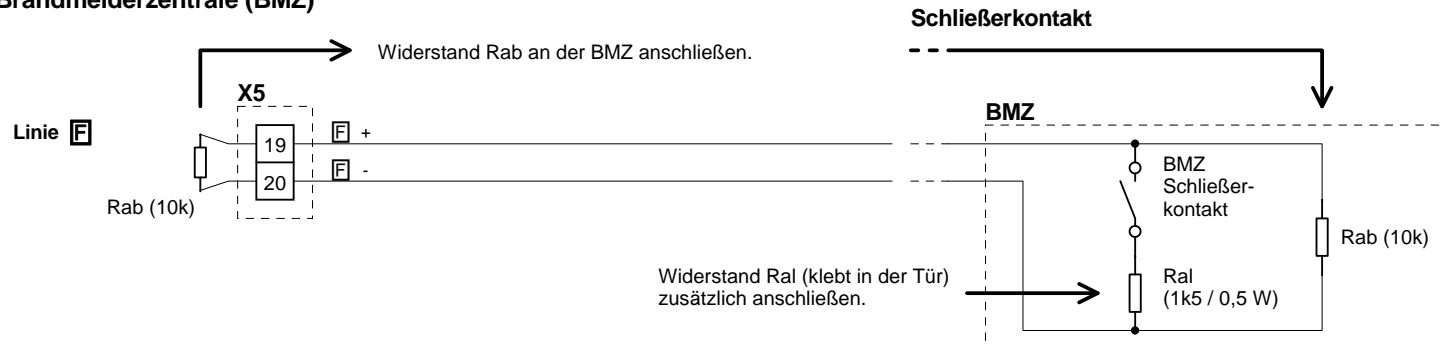 Brandmelderzentrale (BMZ)
Schließerkontakt
Widerstand Rab an der BMZ anschließen.
X5
BMZ
Linie F
19
F +
20
F -
Rab (10k)
BMZ
Schließer-
kontakt
Rab (10k)
Widerstand Ral (klebt in der Tür)
zusätzlich anschließen.
Ral
(1k5 / 0,5 W)